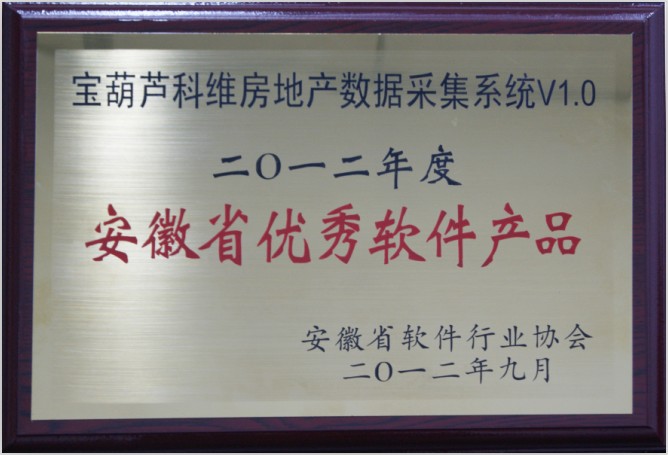 宝葫芦科维房地产数据采集系统V1.0
二〇一二年度
安徽省优秀软件产品
安徽省软件行业协会
二〇一二年九月